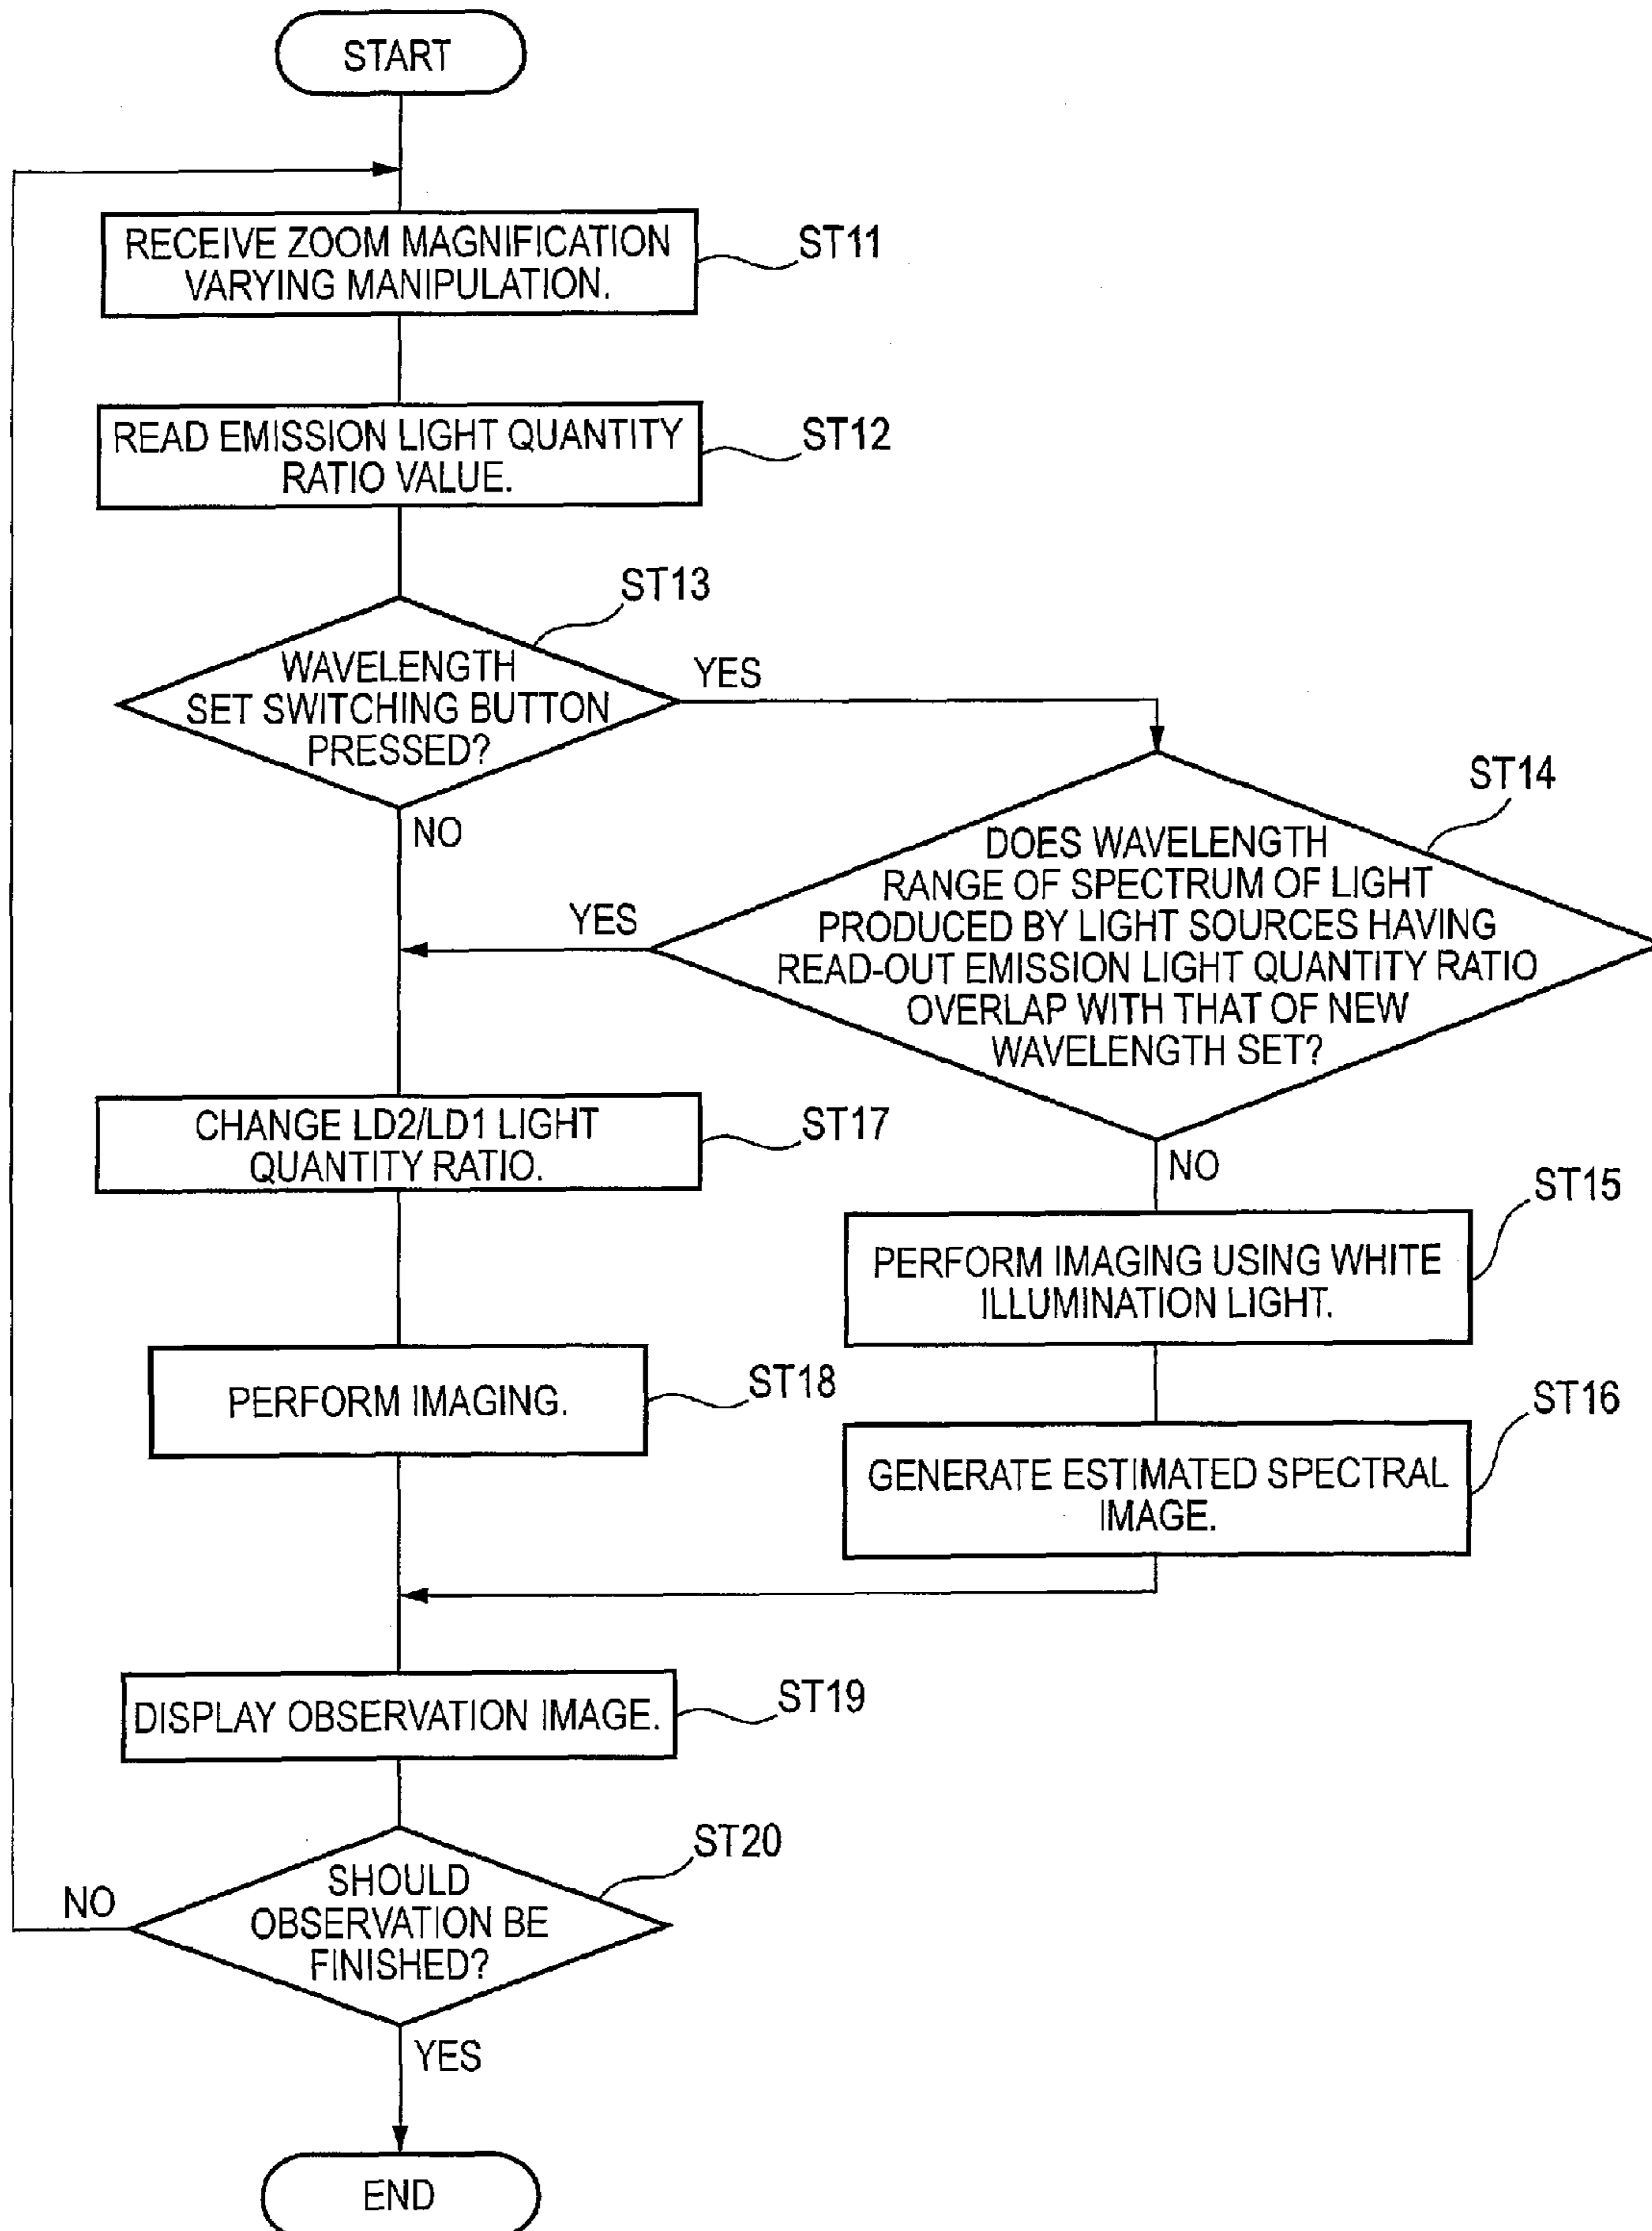 START
RECEIVE ZOOM MAGNIFICATION
VARYING MANIPULATION.
ST11
READ EMISSION LIGHT QUANTITY
RATIO VALUE.
ST12
ST13
WAVELENGTH
SET SWITCHING BUTTON
PRESSED?
YES
NO
ST14
DOES WAVELENGTH
RANGE OF SPECTRUM OF LIGHT
PRODUCED BY LIGHT SOURCES HAVING
READ-OUT EMISSION LIGHT QUANTITY RATIO
OVERLAP WITH THAT OF NEW
WAVELENGTH SET?
YES
NO
CHANGE LD2/LD1 LIGHT
QUANTITY RATIO.
ST17
ST15
PERFORM IMAGING USING WHITE
ILLUMINATION LIGHT.
PERFORM IMAGING.
ST18
ST16
GENERATE ESTIMATED SPECTRAL
IMAGE.
DISPLAY OBSERVATION IMAGE.
ST19
ST20
SHOULD
OBSERVATION BE
FINISHED?
NO
YES
END